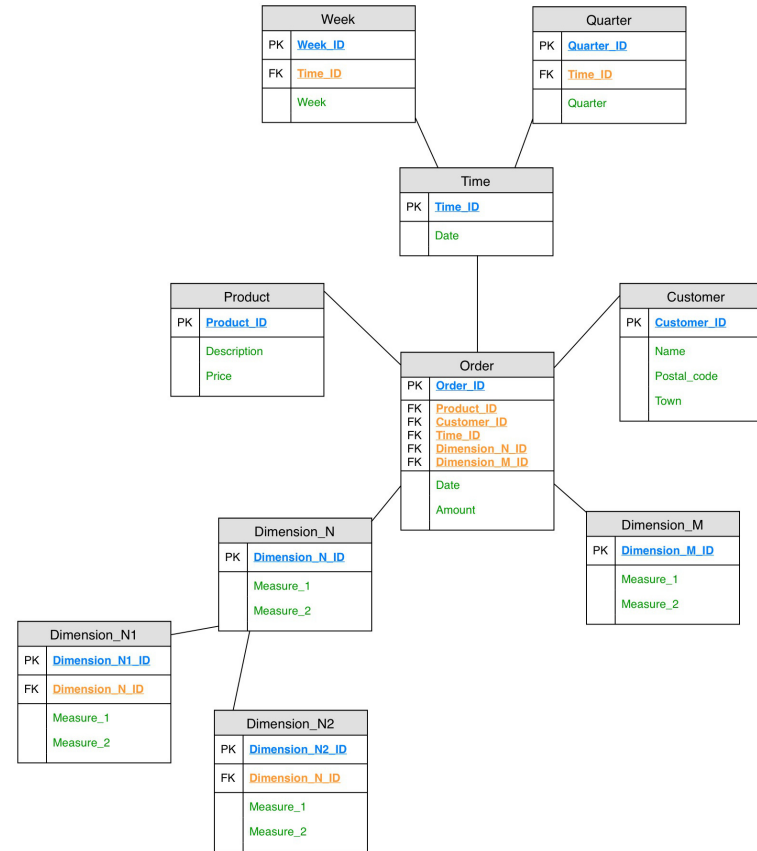 Week
PK Week_ID
FK Time_ID
Week
Quarter
PK Quarter_ID
FK Time_ID
Quarter
Time
PK Time_ID
Date
Product
PK Product_ID
Description
Price
Customer
PK Customer_ID
Name
Postal_code
Town
Order
PK Order_ID
FK Product_ID
FK Customer_ID
FK Time_ID
FK Dimension_N_ID
FK Dimension_M_ID
Date
Amount
Dimension_N
PK Dimension_N_ID
Measure_1
Measure_2
Dimension_M
PK Dimension_M_ID
Measure_1
Measure_2
Dimension_N1
PK Dimension_N1_ID
FK Dimension_N_ID
Measure_1
Measure_2
Dimension_N2
PK Dimension_N2_ID
FK Dimension_N_ID
Measure_1
Measure_2